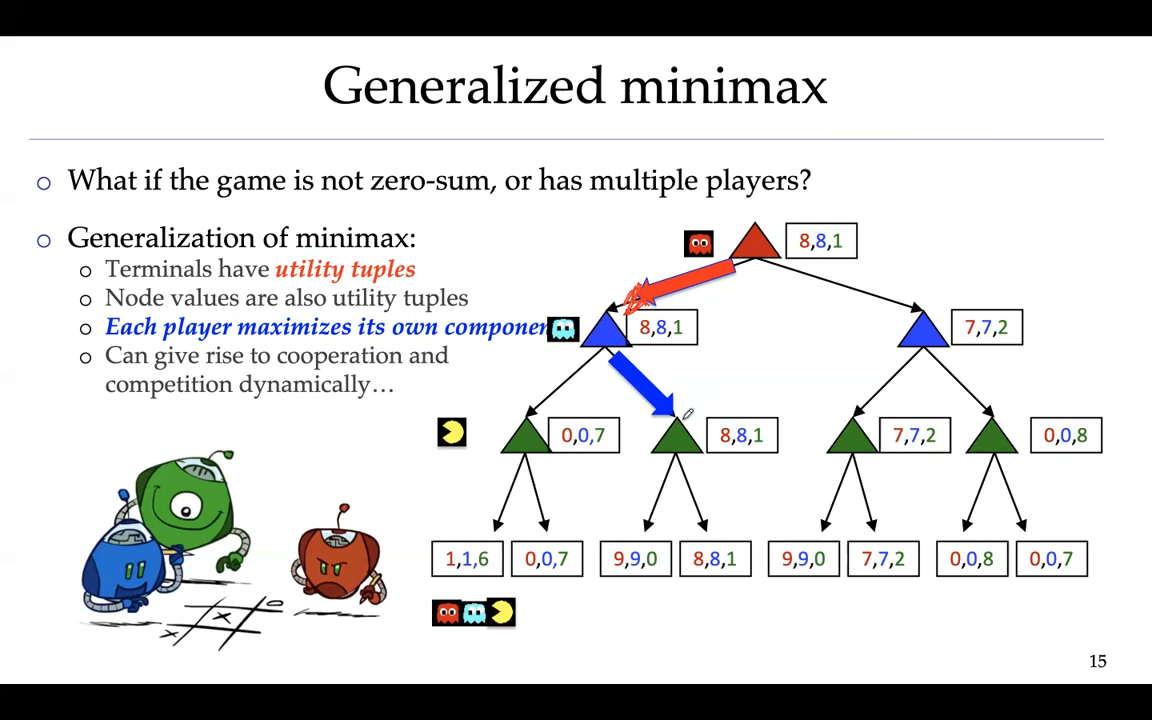 Generalized minimax
What if the game is not zero-sum, or has multiple players?
Generalization of minimax:
Terminals have utility tuples
Node values are also utility tuples
Each player maximizes its own componen
Can give rise to cooperation and
competition dynamically…
8,8,1
8,8,1
7,7,2
0,0,7
8,8,1
7,7,2
0,0,8
1,1,6
0,0,7
9,9,0
8,8,1
9,9,0
7,7,2
0,0,8
0,0,7
15